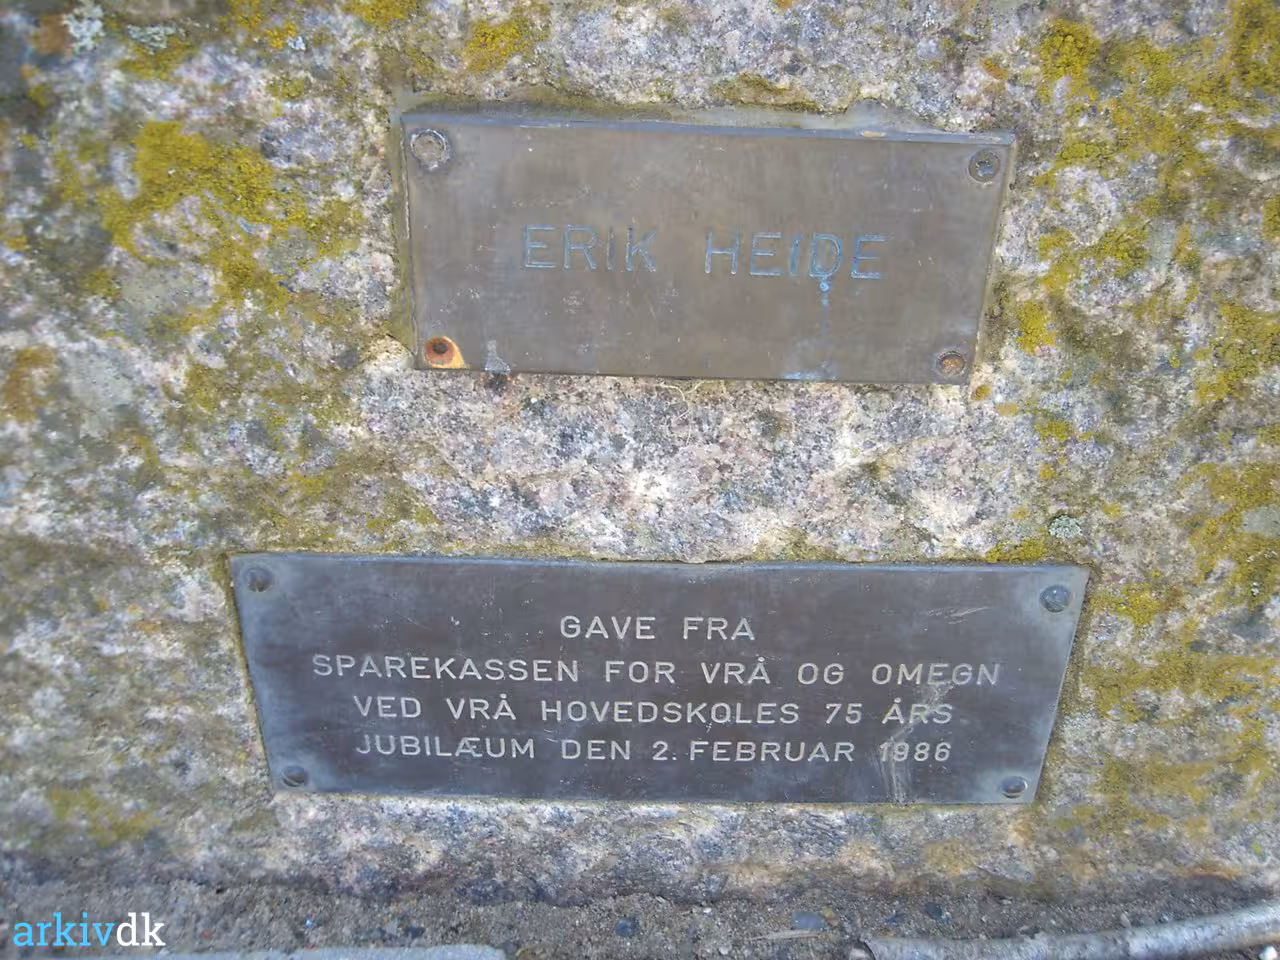 ERIK HEIDE
GAVE FRA
SPAREKASSEN FOR VRÅ OG OMEGN
VED VRÅ HOVEDSKOLES 75 ÅRS
JUBILÆUM DEN 2. FEBRUAR 1986
arkivdk